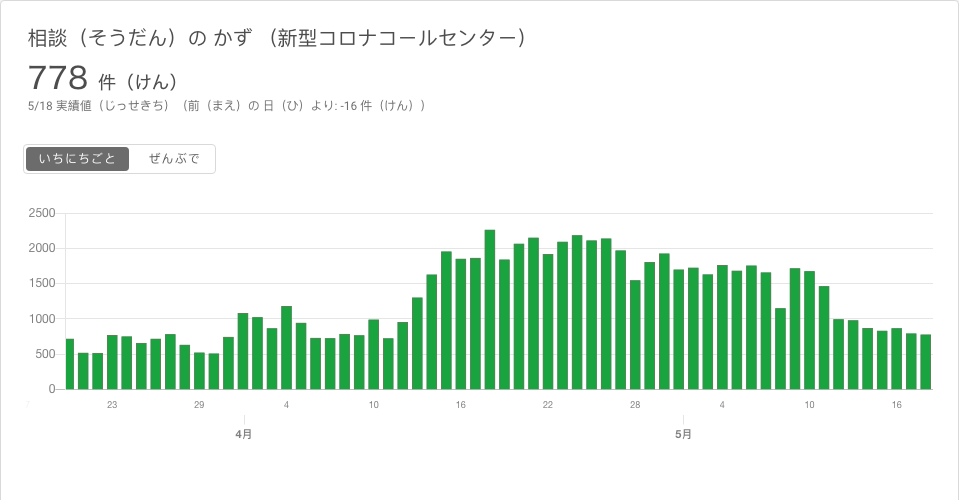 相談（そうだん）の かず （新型コロナコールセンター）
778 件（けん）
5/18 実績値（じっせきち）（前（まえ）の 日（ひ）より: -16 件（けん））
いちにちごと ぜんぶで
2500
2000
1500
1000
500
0
23 29 4 10 16 22 28 4 10 16
4月 5月